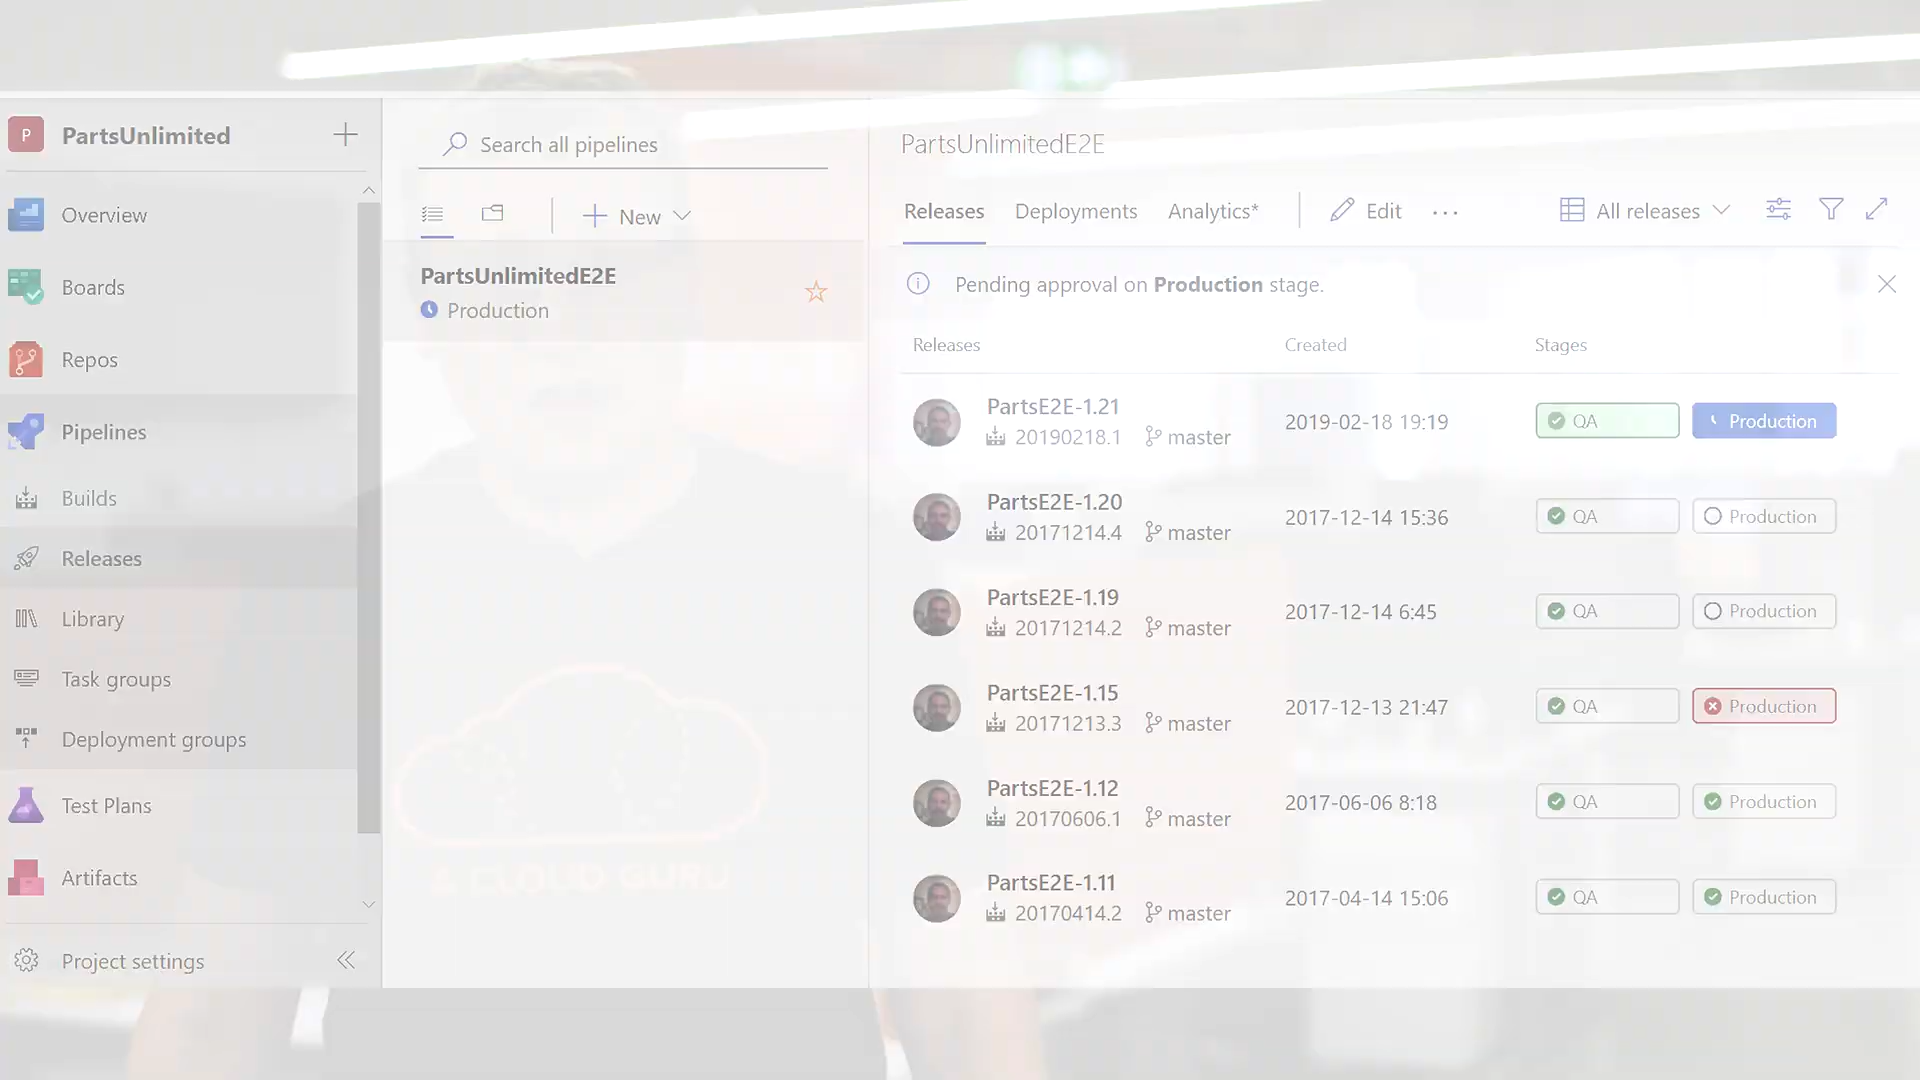 P PartsUnlimited
Overview
Boards
Repos
Pipelines
Builds
Releases
Library
Task groups
Deployment groups
Test Plans
Artifacts
Project settings
Search all pipelines
New
PartsUnlimitedE2E
Production
PartsUnlimitedE2E
Releases Deployments Analytics* Edit ... All releases
Pending approval on Production stage.
Releases Created Stages
PartsE2E-1.21
20190218.1 master 2019-02-18 19:19 QA Production
PartsE2E-1.20
20171214.4 master 2017-12-14 15:36 QA Production
PartsE2E-1.19
20171214.2 master 2017-12-14 6:45 QA Production
PartsE2E-1.15
20171213.3 master 2017-12-13 21:47 QA Production
PartsE2E-1.12
20170606.1 master 2017-06-06 8:18 QA Production
PartsE2E-1.11
20170414.2 master 2017-04-14 15:06 QA Production
A CLOUD GURU